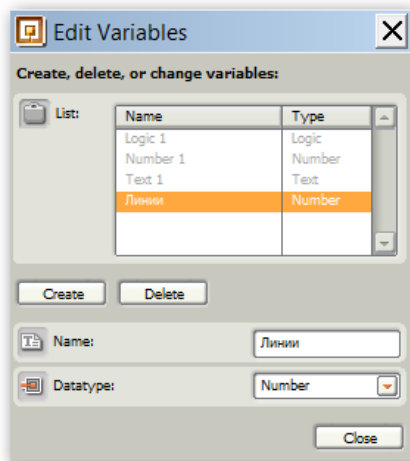 Edit Variables
Create, delete, or change variables:
List:
Name Type
Logic 1 Logic
Number 1 Number
Text 1 Text
Линии Number
Create Delete
Name: Линии
Datatype: Number
Close